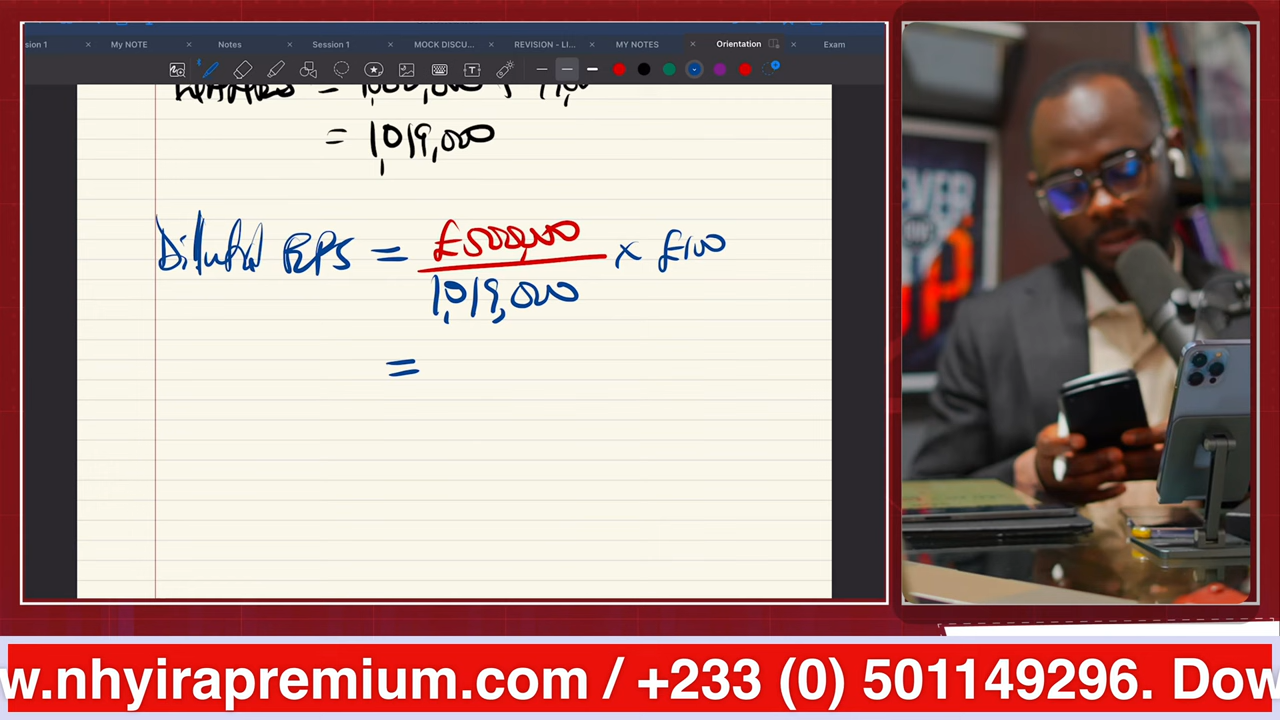 sion 1 My NOTE Notes Session 1 MOCK DISCU... REVISION - LI... MY NOTES Orientation Exam
= 1,019,000
Diluted EPS = £500,000 × £100
1,019,000
=
w.nhyirapremium.com / +233 (0) 501149296. Dow